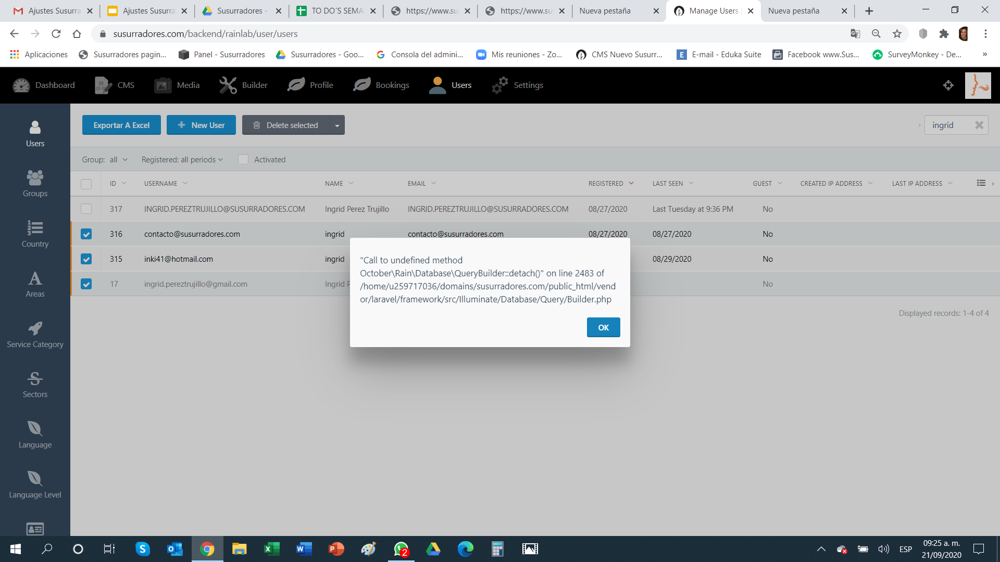 Ajustes Susurra
Ajustes Susurra
Susurradores -
TO DO´S SEMA
https://www.su
https://www.su
Nueva pestaña
Manage Users |
Nueva pestaña
susurradores.com/backend/rainlab/user/users
Aplicaciones
Susurradores pagin...
Panel - Susurradores
Susurradores - Goo...
Consola del admini...
Mis reuniones - Zo...
CMS Nuevo Susurr...
E-mail - Eduka Suite
Facebook www.Sus...
SurveyMonkey - De...
»
Dashboard
CMS
Media
Builder
Profile
Bookings
Users
Settings
Users
Groups
Country
Areas
Service Category
Sectors
Language
Language Level
Exportar A Excel
New User
Delete selected
ingrid
Group: all
Registered: all periods
Activated
ID USERNAME NAME EMAIL REGISTERED LAST SEEN GUEST CREATED IP ADDRESS LAST IP ADDRESS
317 INGRID.PEREZTRUJILLO@SUSURRADORES.COM Ingrid Perez Trujillo INGRID.PEREZTRUJILLO@SUSURRADORES.COM 08/27/2020 Last Tuesday at 9:36 PM No
316 contacto@susurradores.com ingrid contacto@susurradores.com 08/27/2020 08/27/2020 No
315 inki41@hotmail.com ingrid 08/29/2020 No
17 ingrid.pereztrujillo@gmail.com Ingrid P No
Displayed records: 1-4 of 4
"Call to undefined method
October\Rain\Database\QueryBuilder::detach()" on line 2483 of
/home/u259717036/domains/susurradores.com/public_html/vend
or/laravel/framework/src/Illuminate/Database/Query/Builder.php
OK
2
ESP
09:25 a. m.
21/09/2020